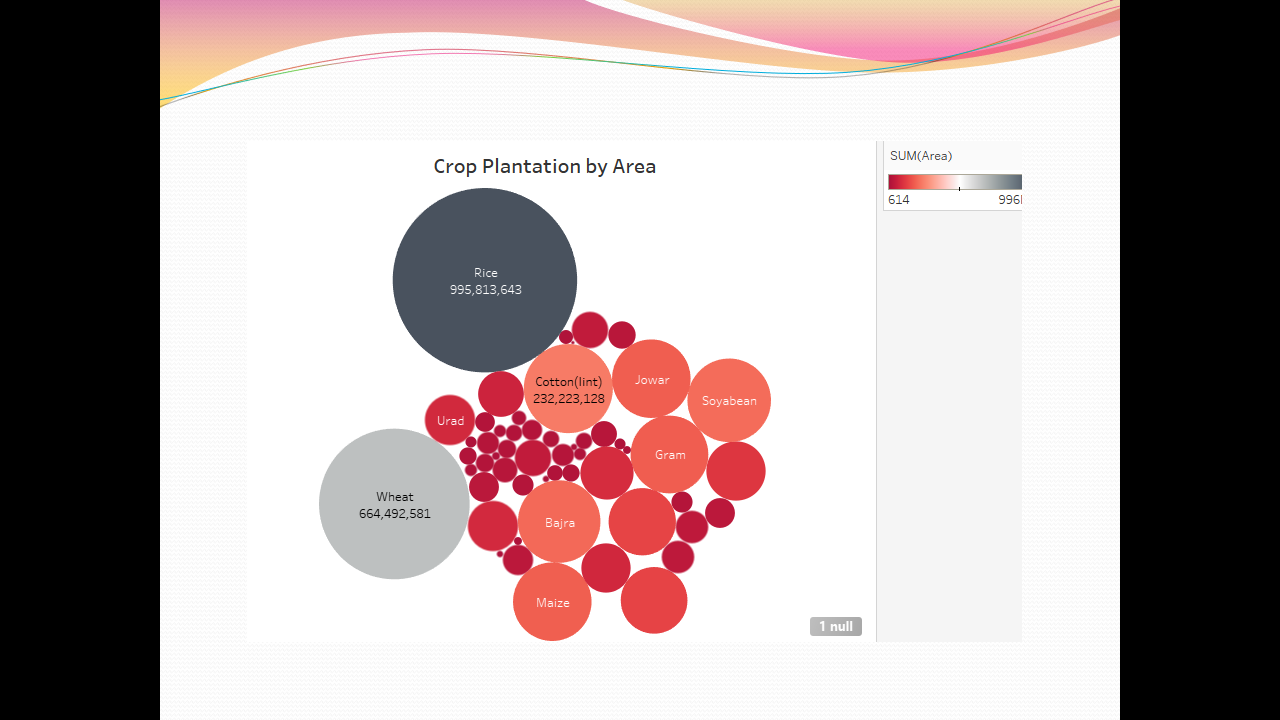 Crop Plantation by Area
SUM(Area)
614
996
Rice
995,813,643
Cotton(lint)
232,223,128
Jowar
Soyabean
Urad
Gram
Wheat
664,492,581
Bajra
Maize
1 null